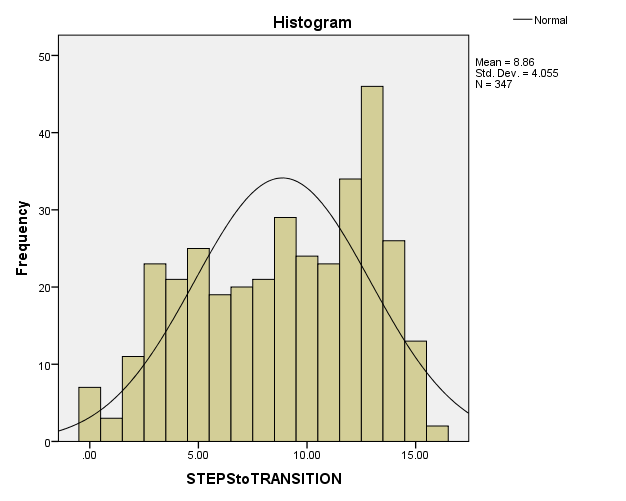 Histogram
Normal
Mean = 8.86
Std. Dev. = 4.055
N = 347
50
40
30
20
10
0
Frequency
.00
5.00
10.00
15.00
STEPStoTRANSITION